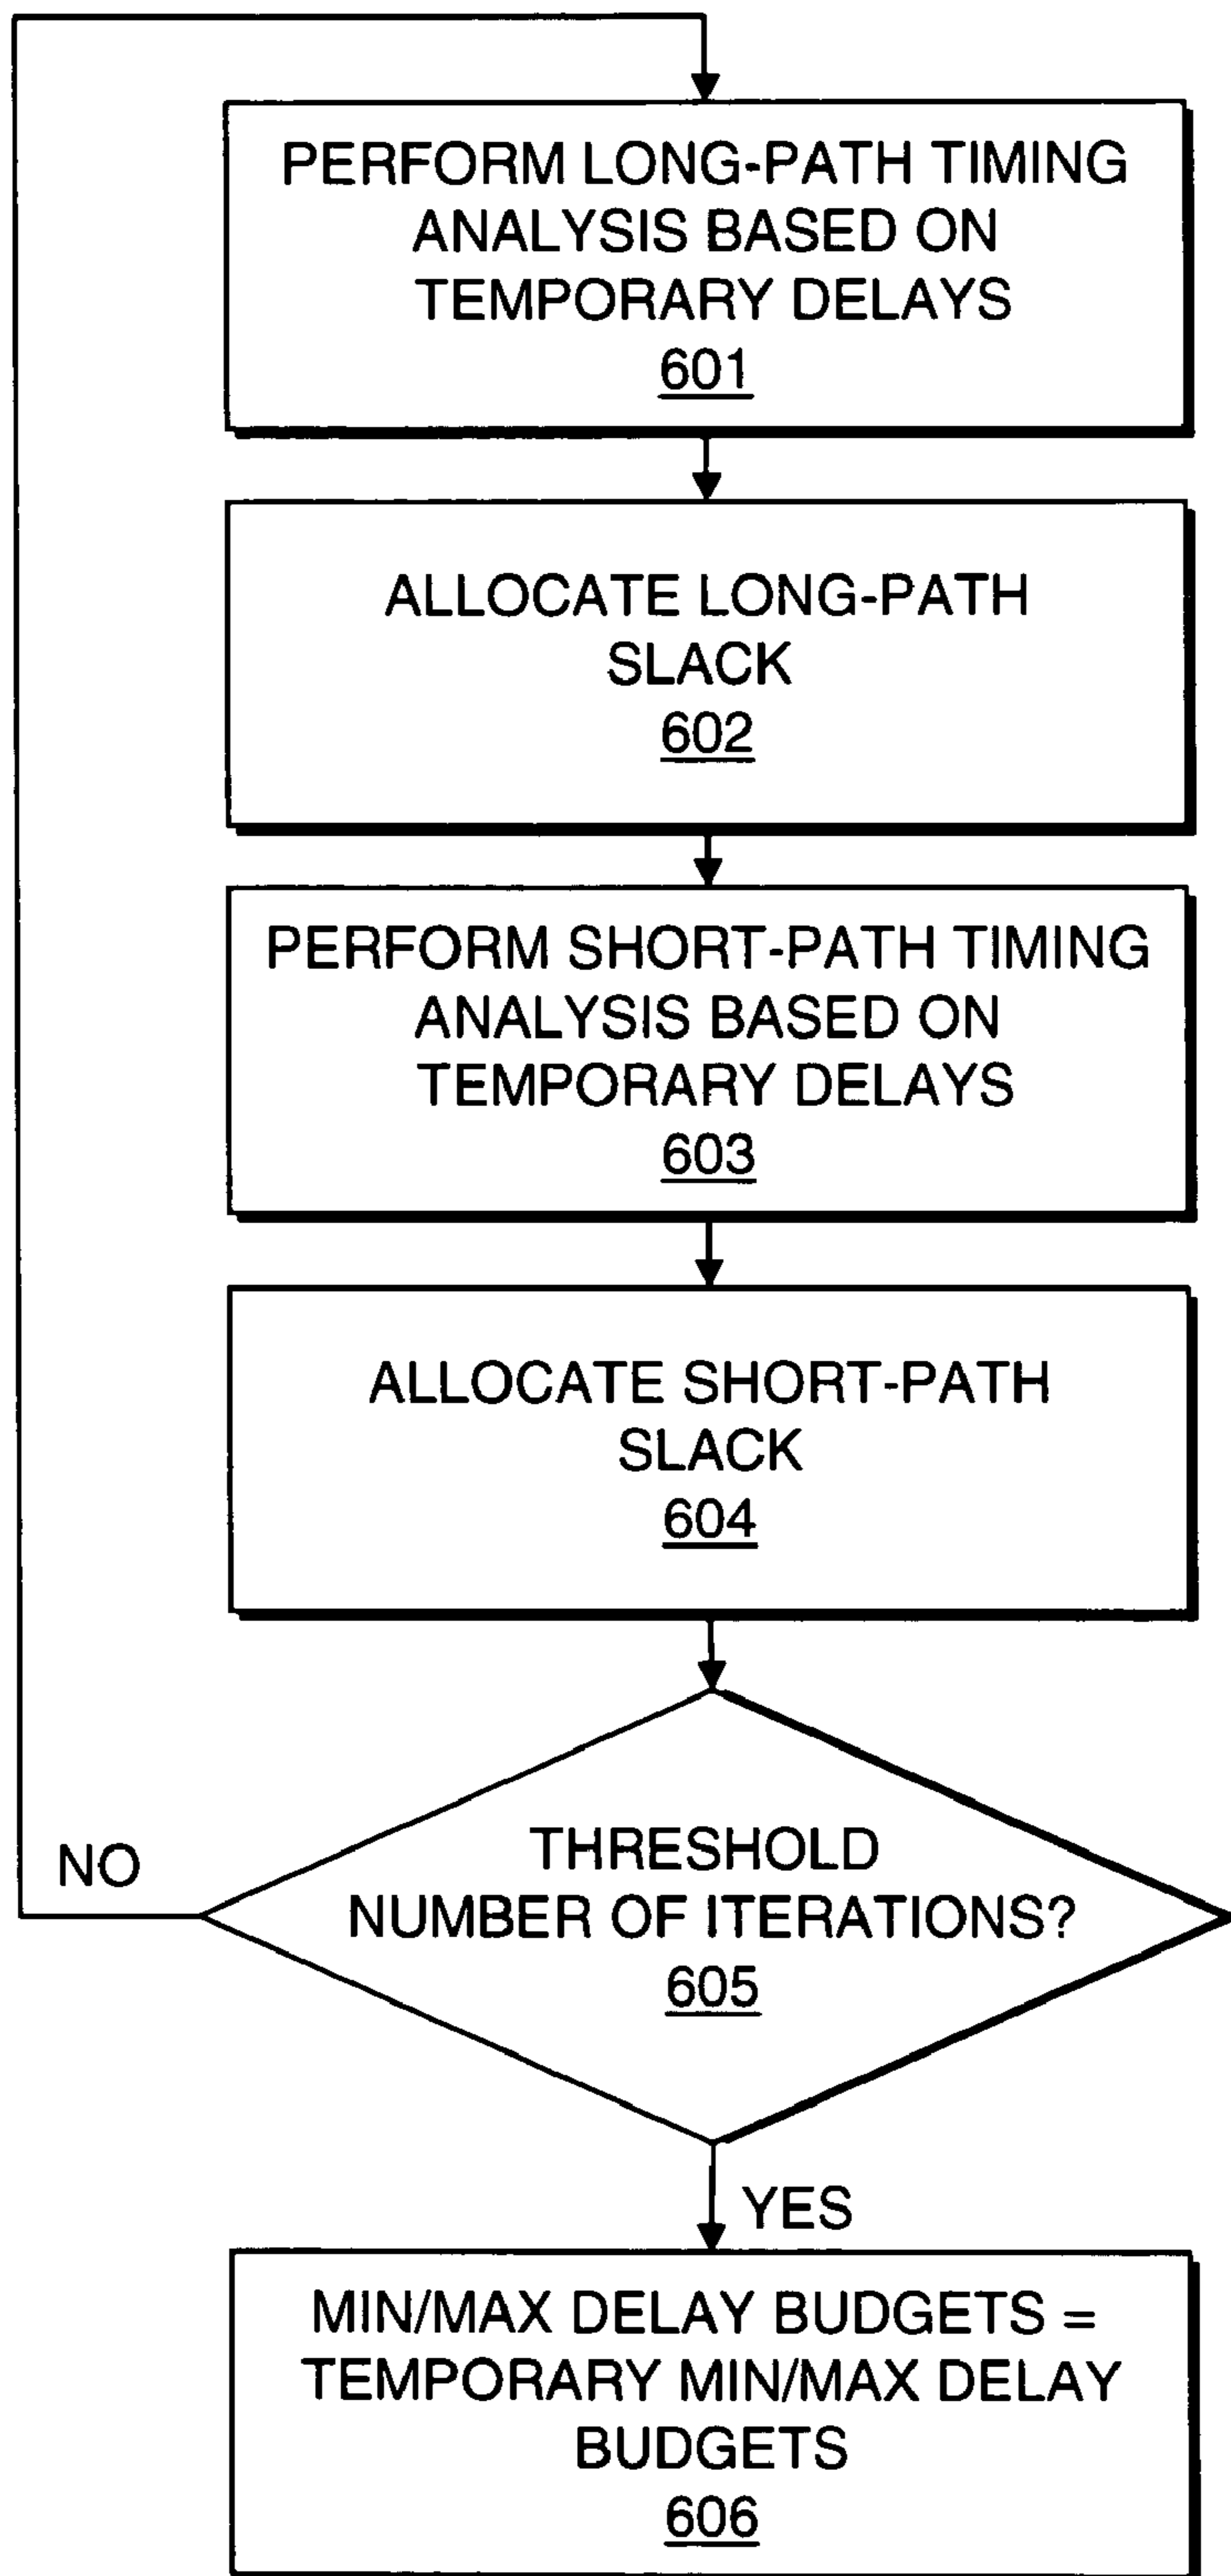 PERFORM LONG-PATH TIMING
ANALYSIS BASED ON
TEMPORARY DELAYS
601
ALLOCATE LONG-PATH
SLACK
602
PERFORM SHORT-PATH TIMING
ANALYSIS BASED ON
TEMPORARY DELAYS
603
ALLOCATE SHORT-PATH
SLACK
604
THRESHOLD
NUMBER OF ITERATIONS?
605
NO
YES
MIN/MAX DELAY BUDGETS =
TEMPORARY MIN/MAX DELAY
BUDGETS
606